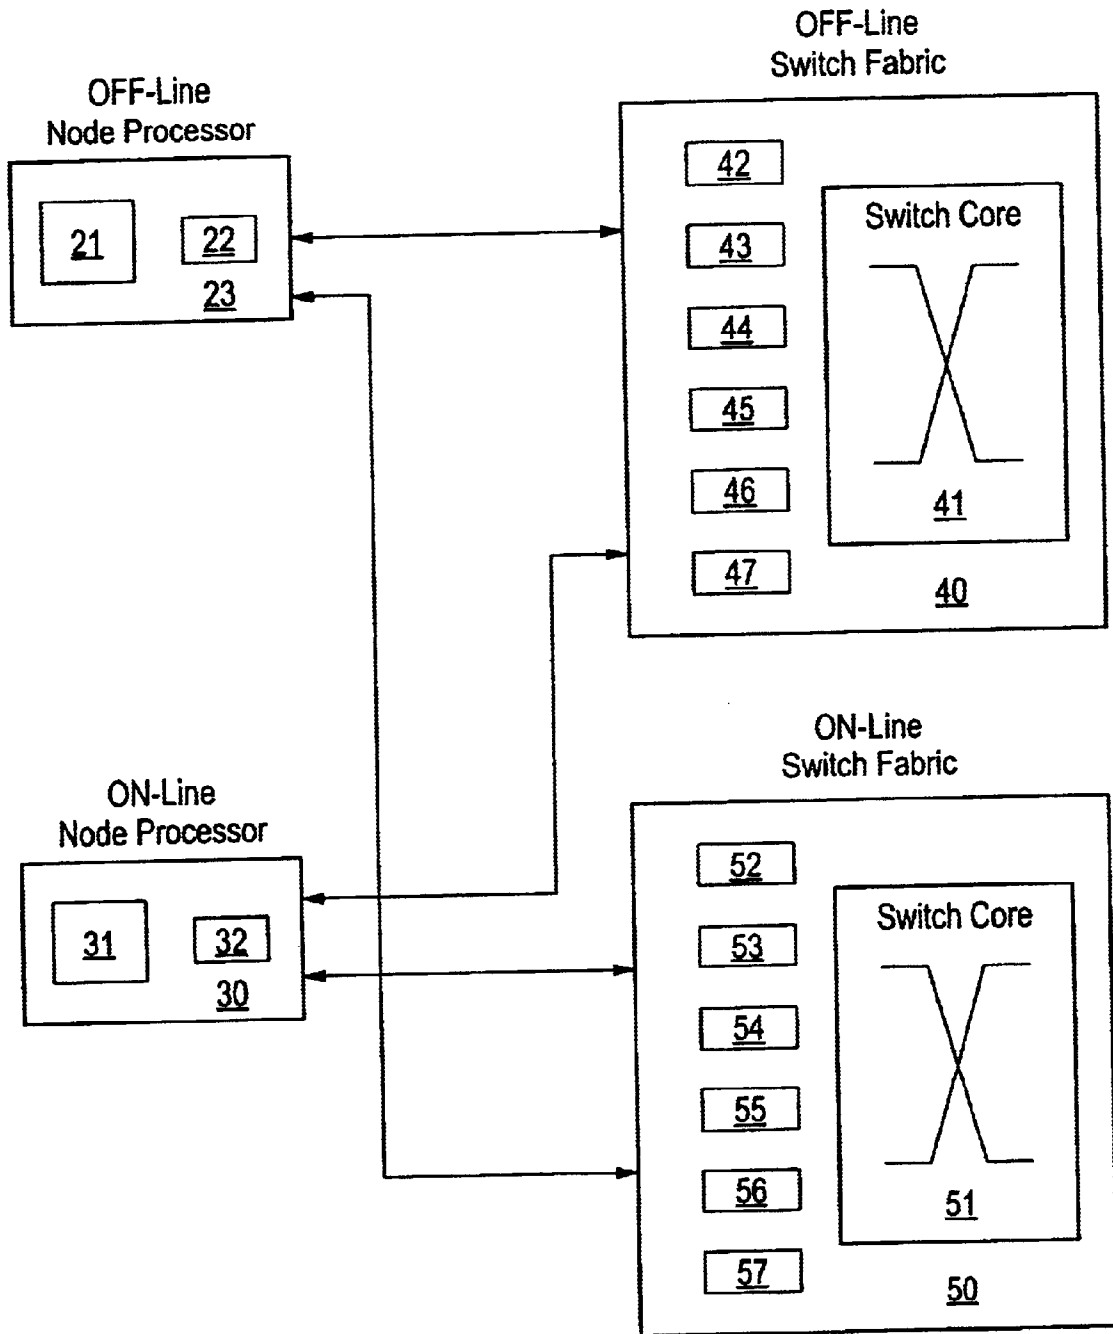 OFF-Line
Node Processor
21
22
23
OFF-Line
Switch Fabric
42
43
44
45
46
47
Switch Core
41
40
ON-Line
Node Processor
31
32
30
ON-Line
Switch Fabric
52
53
54
55
56
57
Switch Core
51
50